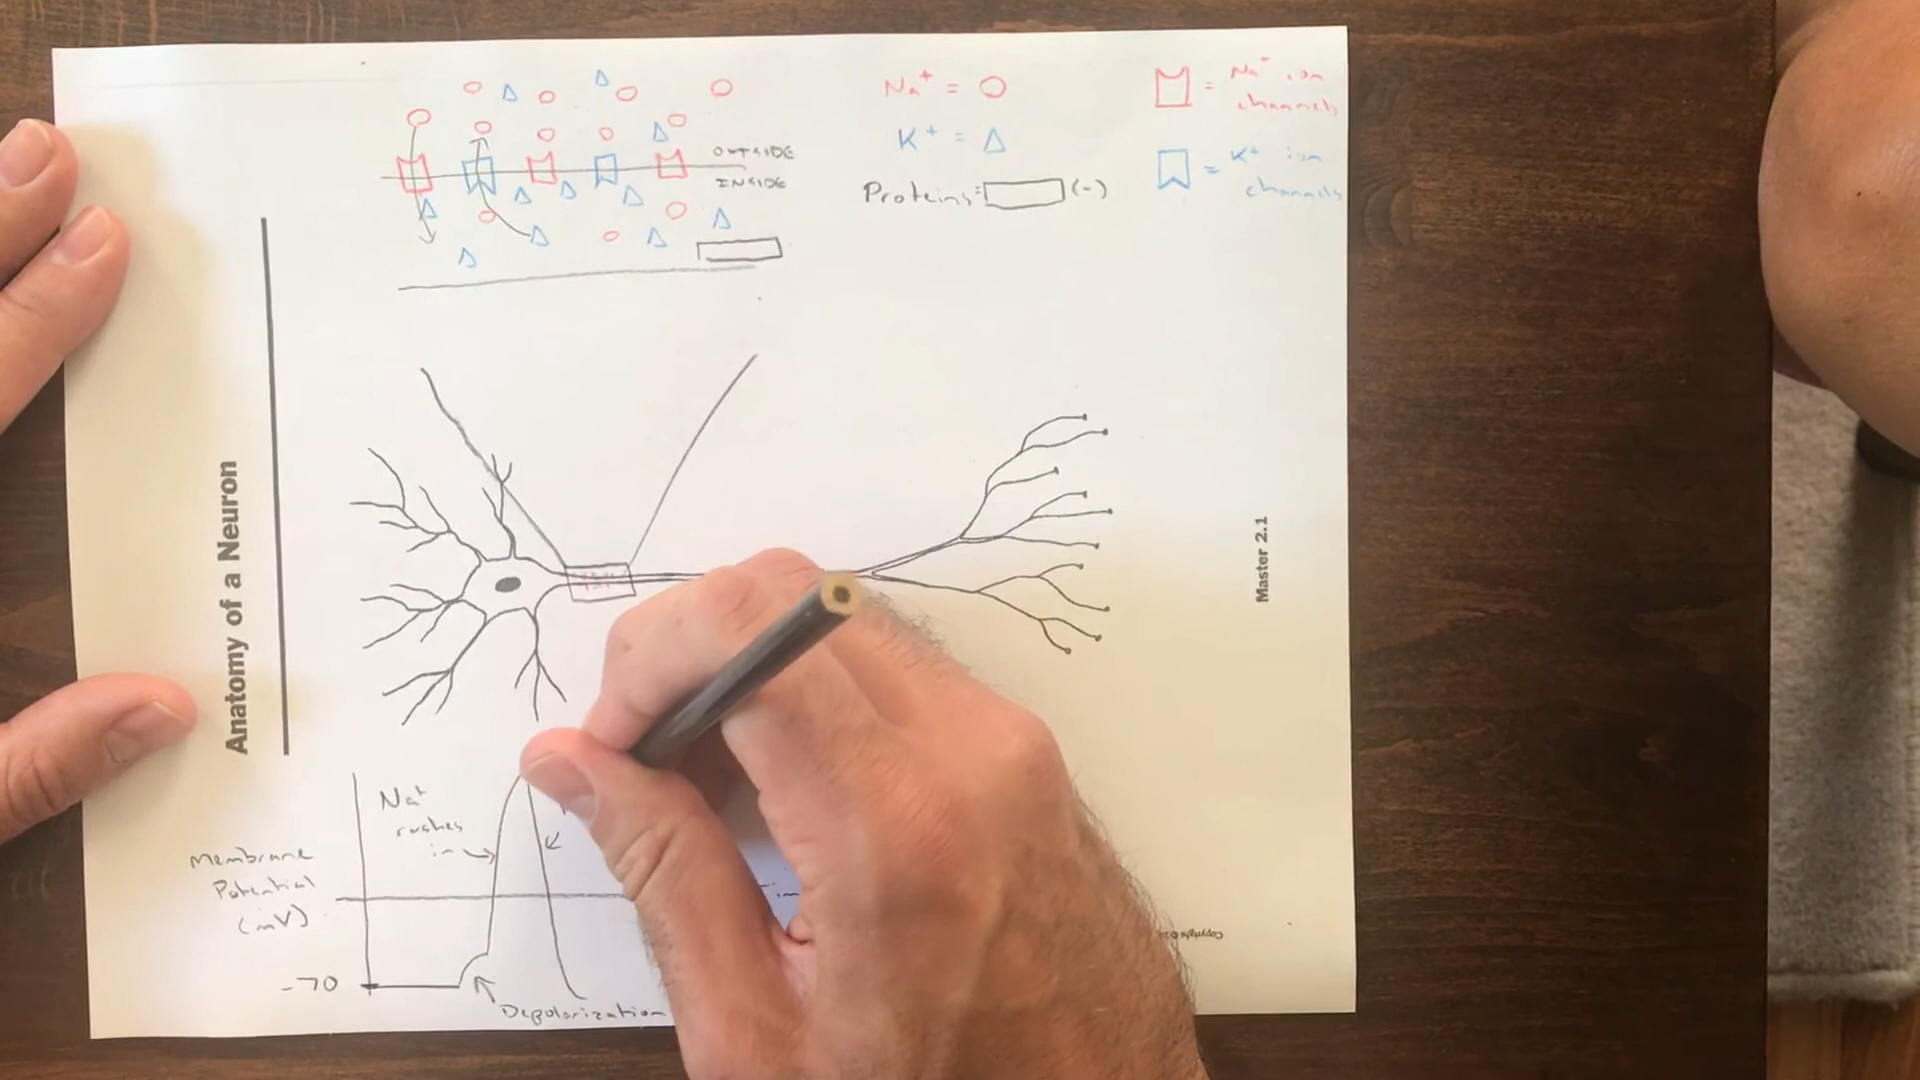 OUTSIDE
INSIDE
Na⁺ =
K⁺ =
Proteins= (-)
= Na⁺ ion
channels
= K⁺ ion
channels
Anatomy of a Neuron
Master 2.1
Na⁺
rushes
in
Membrane
Potential
(mV)
-70
Depolarization